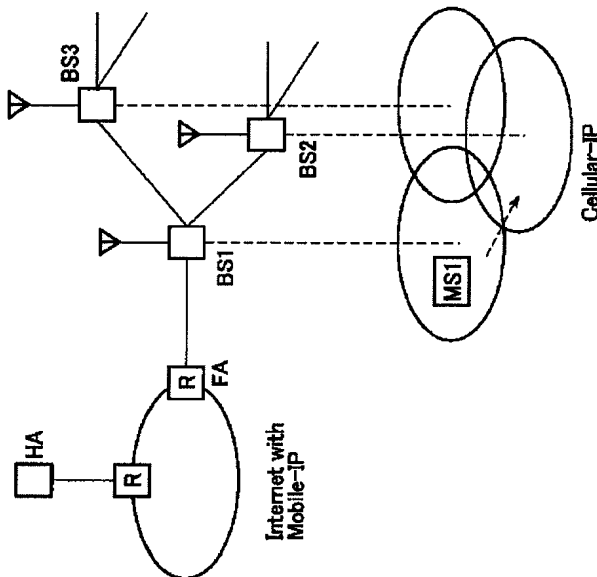 HA
R
R
FA
Internet with
Mobile-IP
BS1
BS2
BS3
MS1
Cellular-IP